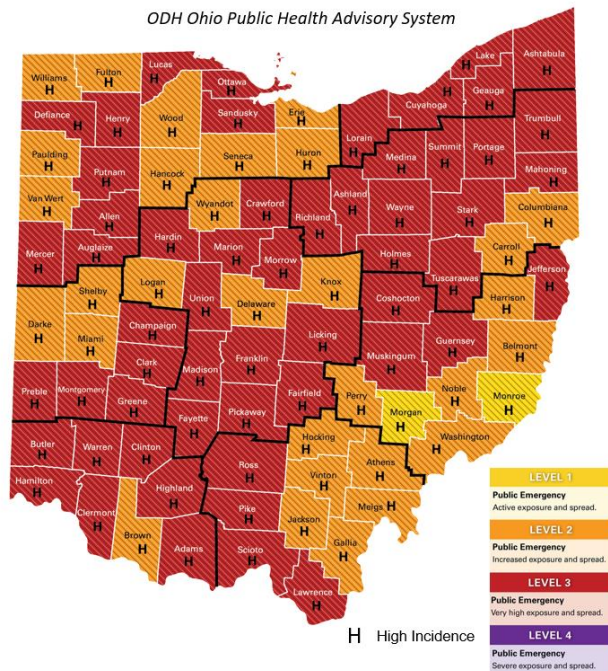 ODH Ohio Public Health Advisory System
Williams
H
Fulton
H
Lucas
H
Ottawa
H
Lake
H
Ashtabula
H
Cuyahoga
H
Geauga
H
Defiance
H
Henry
H
Wood
H
Sandusky
H
Erie
H
Lorain
H
Trumbull
H
Paulding
H
Putnam
H
Hancock
H
Seneca
H
Huron
H
Medina
H
Summit
H
Portage
H
Mahoning
H
Van Wert
H
Allen
H
Wyandot
H
Crawford
H
Richland
H
Ashland
H
Wayne
H
Stark
H
Columbiana
H
Mercer
H
Auglaize
H
Hardin
H
Marion
H
Morrow
H
Holmes
H
Tuscarawas
H
Carroll
H
Jefferson
H
Shelby
H
Logan
H
Union
H
Delaware
H
Knox
H
Coshocton
H
Harrison
H
Darke
H
Miami
H
Champaign
H
Licking
H
Muskingum
H
Guernsey
H
Belmont
H
Clark
H
Madison
H
Franklin
H
Preble
H
Montgomery
H
Greene
H
Fayette
H
Pickaway
H
Fairfield
H
Perry
H
Morgan
H
Noble
H
Monroe
H
Butler
H
Warren
H
Clinton
H
Ross
H
Hocking
H
Athens
H
Washington
H
Hamilton
H
Clermont
H
Highland
H
Vinton
H
Meigs
H
Brown
H
Adams
H
Pike
H
Jackson
H
Gallia
H
Scioto
H
Lawrence
H
H High Incidence
LEVEL 1
Public Emergency
Active exposure and spread.
LEVEL 2
Public Emergency
Increased exposure and spread.
LEVEL 3
Public Emergency
Very high exposure and spread.
LEVEL 4
Public Emergency
Severe exposure and spread.